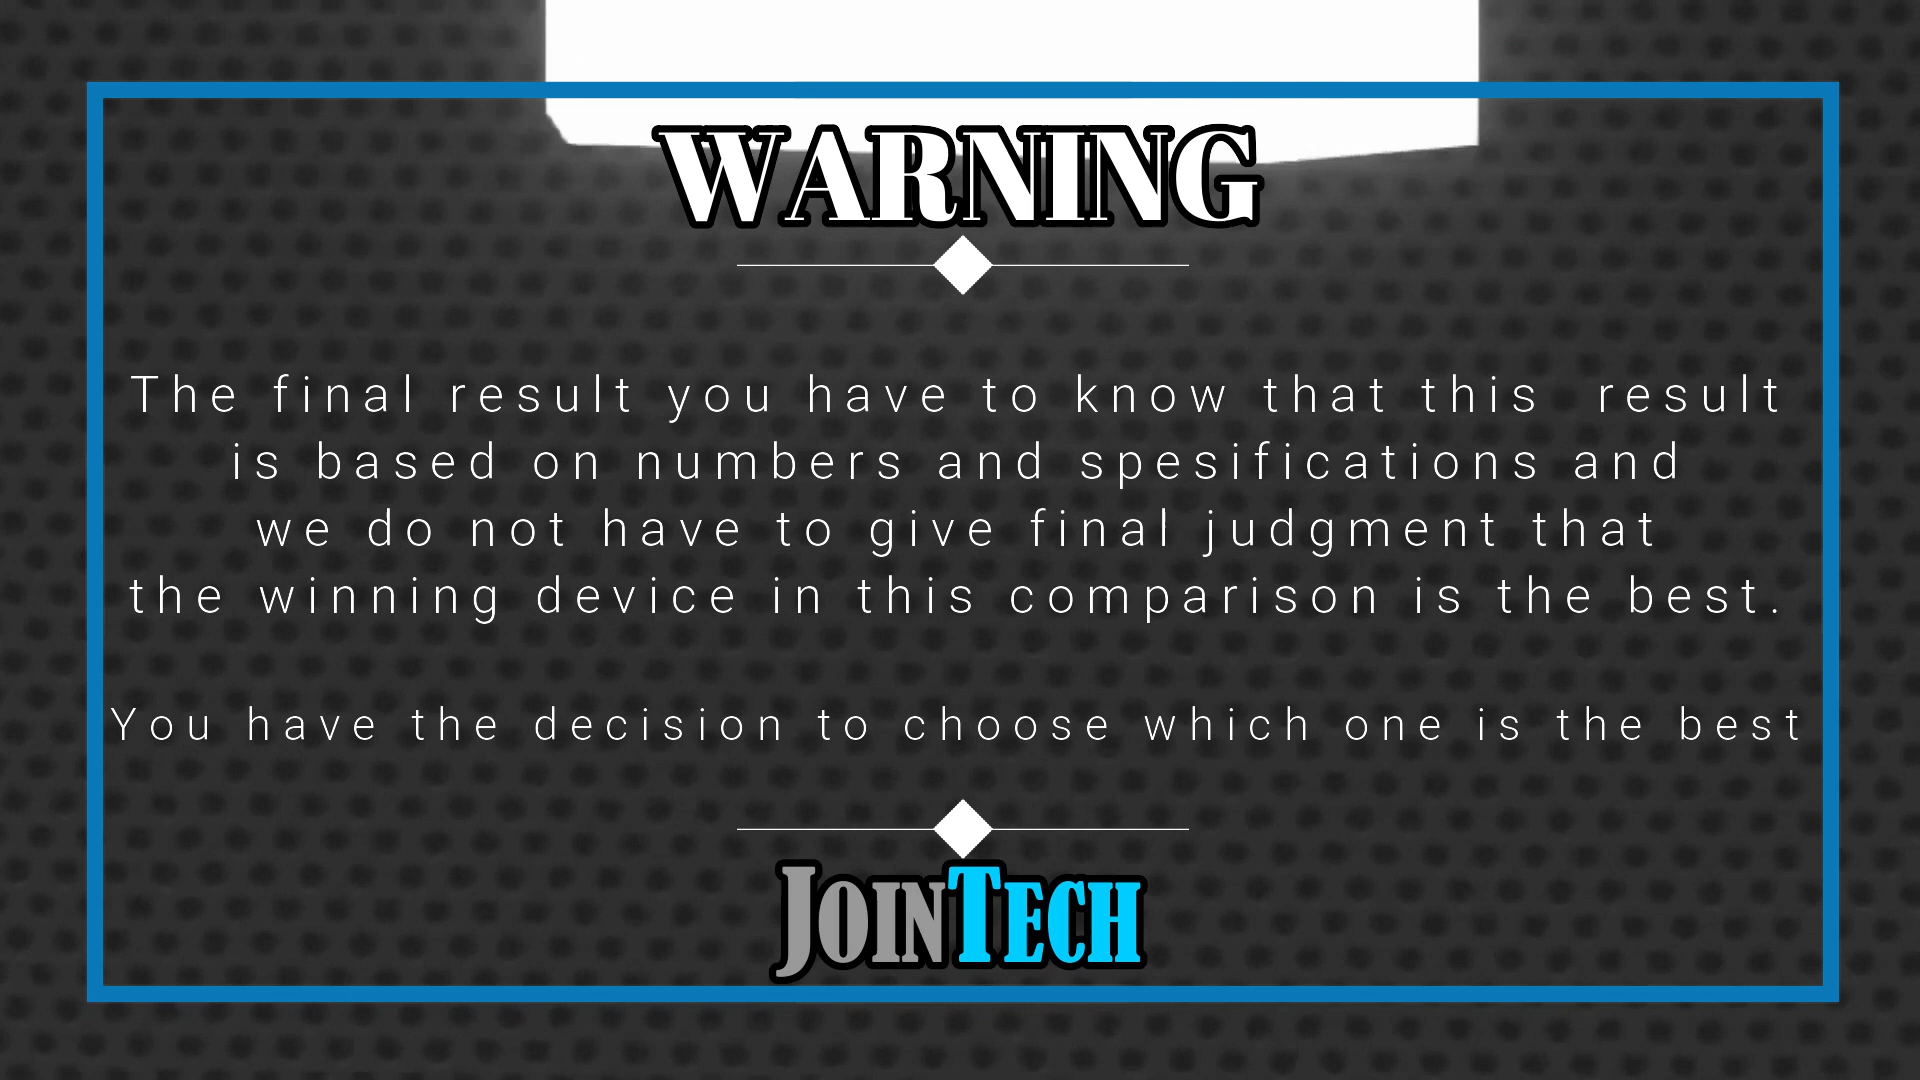 WARNING
The final result you have to know that this result
is based on numbers and spesifications and
we do not have to give final judgment that
the winning device in this comparison is the best.
You have the decision to choose which one is the best
JOINTECH